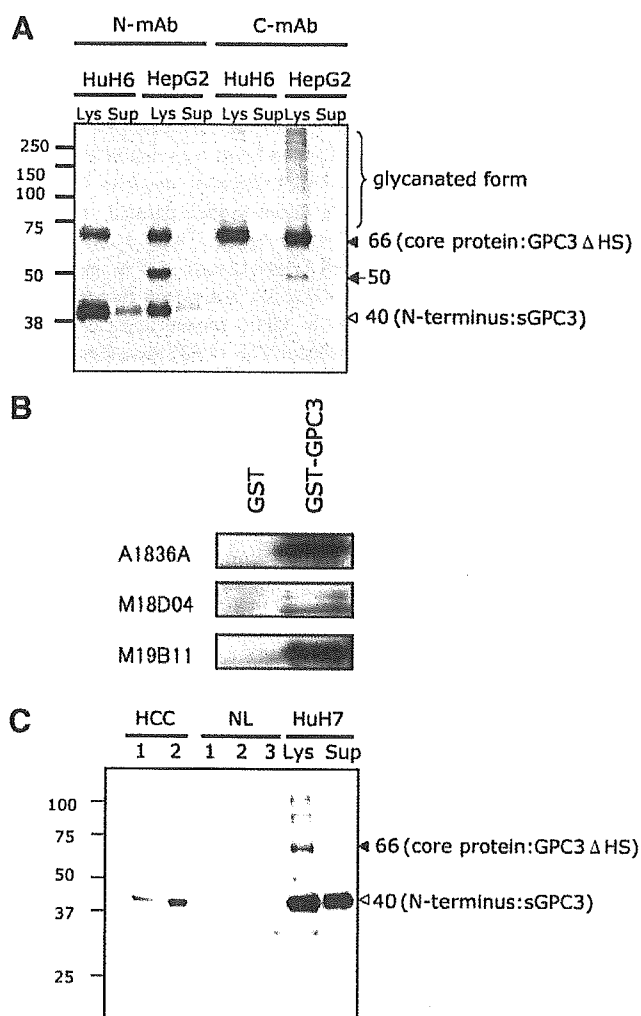 A
N-mAb C-mAb
HuH6 HepG2 HuH6 HepG2
Lys Sup Lys Sup Lys Sup Lys Sup
250
150
100
75
50
38
glycanated form
66 (core protein:GPC3 Δ HS)
50
40 (N-terminus:sGPC3)
B
GST
GST-GPC3
A1836A
M18D04
M19B11
C
HCC NL HuH7
1 2 1 2 3 Lys Sup
100
75
50
37
25
66 (core protein:GPC3 Δ HS)
40 (N-terminus:sGPC3)